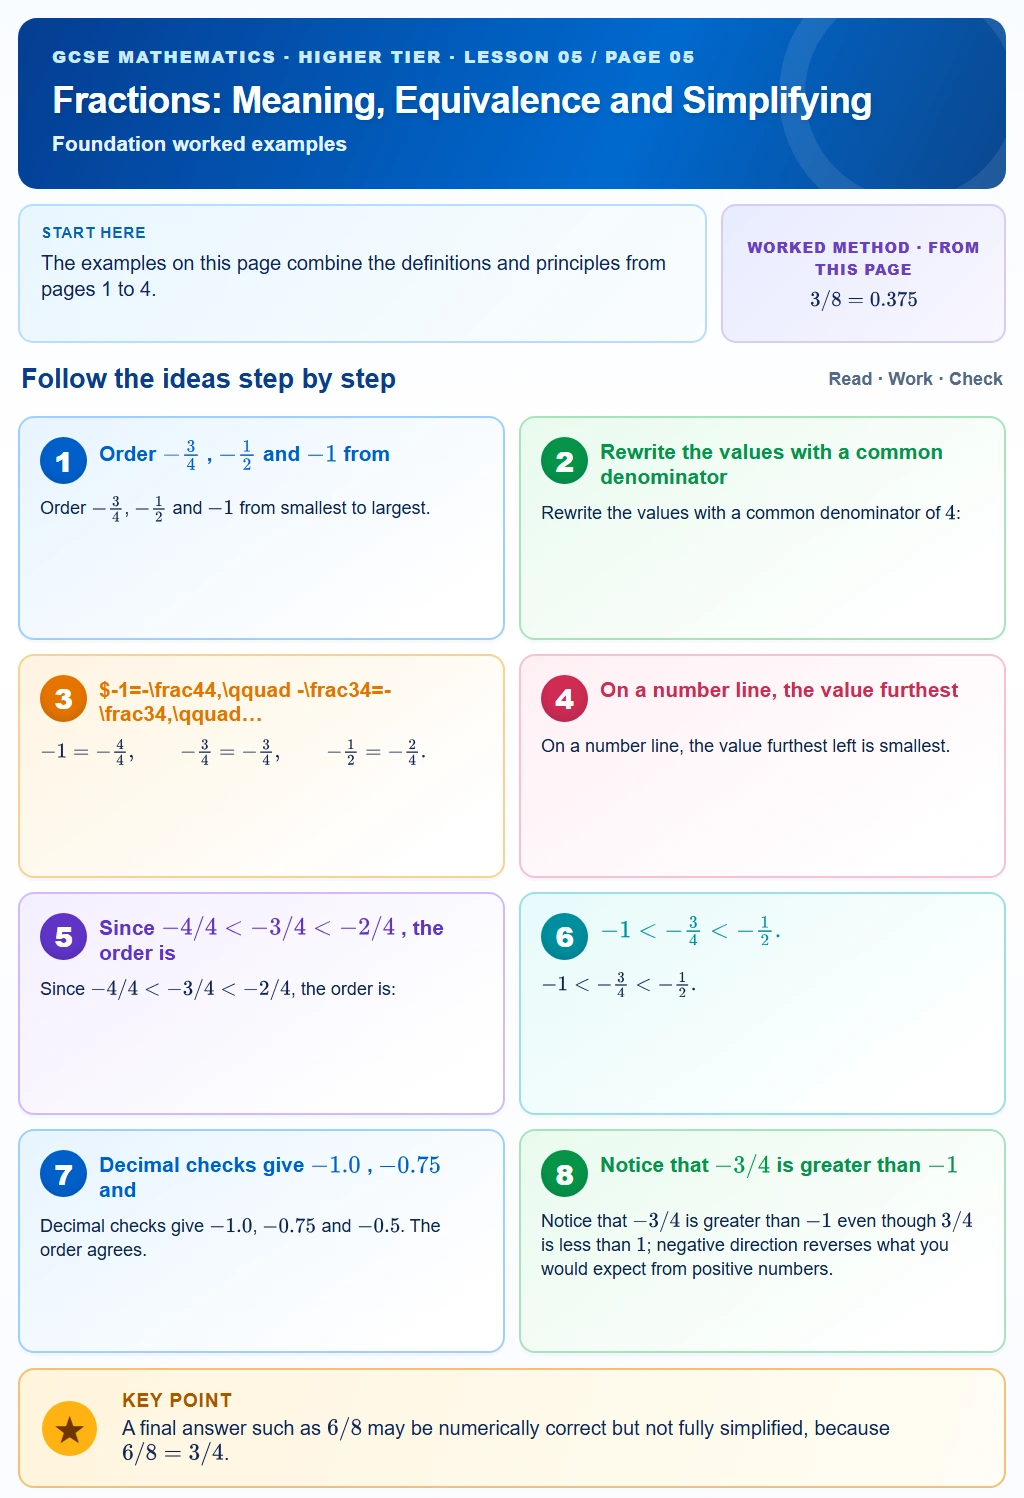 GCSE MATHEMATICS · HIGHER TIER · LESSON 05 / PAGE 05
Fractions: Meaning, Equivalence and Simplifying
Foundation worked examples
START HERE
The examples on this page combine the definitions and principles from
pages 1 to 4.
WORKED METHOD · FROM
THIS PAGE
3/8 = 0.375
Follow the ideas step by step
Read · Work · Check
1
Order −3/4 , −1/2 and −1 from
Order −3/4, −1/2 and −1 from smallest to largest.
2
Rewrite the values with a common
denominator
Rewrite the values with a common denominator of 4:
3
$-1=-\frac44,\qquad -\frac34=-
\frac34,\qquad…
−1 = −4/4, −3/4 = −3/4, −1/2 = −2/4.
4
On a number line, the value furthest
On a number line, the value furthest left is smallest.
5
Since −4/4 < −3/4 < −2/4 , the
order is
Since −4/4 < −3/4 < −2/4, the order is:
6
−1 < −3/4 < −1/2.
−1 < −3/4 < −1/2.
7
Decimal checks give −1.0 , −0.75
and
Decimal checks give −1.0, −0.75 and −0.5. The
order agrees.
8
Notice that −3/4 is greater than −1
Notice that −3/4 is greater than −1 even though 3/4
is less than 1; negative direction reverses what you
would expect from positive numbers.
KEY POINT
A final answer such as 6/8 may be numerically correct but not fully simplified, because
6/8 = 3/4.